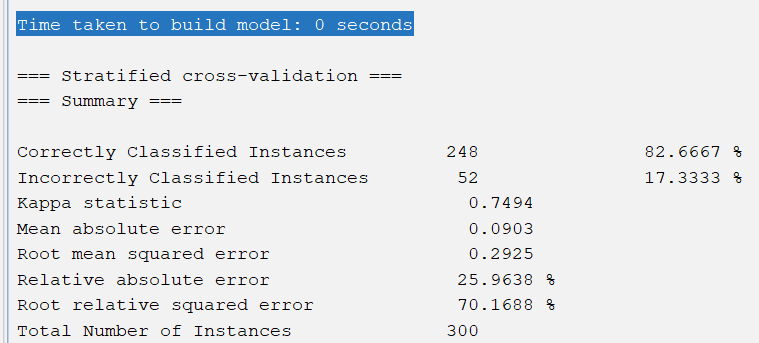 Time taken to build model: 0 seconds
=== Stratified cross-validation ===
=== Summary ===
Correctly Classified Instances 248 82.6667 %
Incorrectly Classified Instances 52 17.3333 %
Kappa statistic 0.7494
Mean absolute error 0.0903
Root mean squared error 0.2925
Relative absolute error 25.9638 %
Root relative squared error 70.1688 %
Total Number of Instances 300